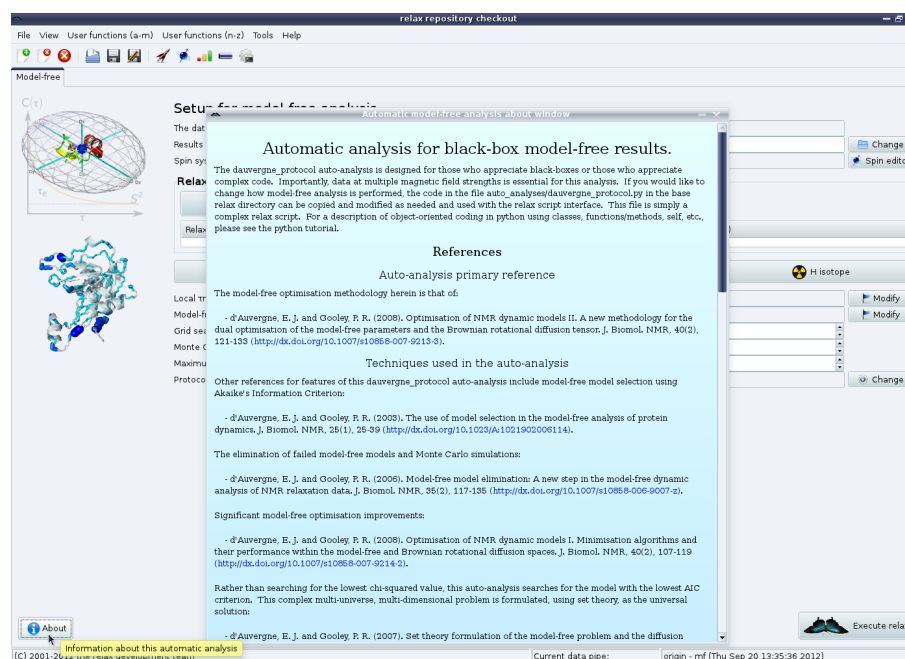 relax repository checkout
File View User functions (a-m) User functions (n-z) Tools Help
Model-free
C(τ)
τe
S²
τ
Setup for model-free analysis
The dat
Results
Spin sys
Relax
Relax
Local τm
Model-fr
Grid sea
Monte C
Maximu
Protoco
Change
Spin edito
)
H isotope
Modify
Modify
Change
Automatic model-free analysis about window
Automatic analysis for black-box model-free results.
The dauvergne_protocol auto-analysis is designed for those who appreciate black-boxes or those who appreciate
complex code. Importantly, data at multiple magnetic field strengths is essential for this analysis. If you would like to
change how model-free analysis is performed, the code in the file auto_analyses/dauvergne_protocol.py in the base
relax directory can be copied and modified as needed and used with the relax script interface. This file is simply a
complex relax script. For a description of object-oriented coding in python using classes, functions/methods, self, etc.,
please see the python tutorial.
References
Auto-analysis primary reference
The model-free optimisation methodology herein is that of:
- d'Auvergne, E. J. and Gooley, P. R. (2008). Optimisation of NMR dynamic models II. A new methodology for the
dual optimisation of the model-free parameters and the Brownian rotational diffusion tensor. J. Biomol. NMR, 40(2),
121-133 (http://dx.doi.org/10.1007/s10858-007-9213-3).
Techniques used in the auto-analysis
Other references for features of this dauvergne_protocol auto-analysis include model-free model selection using
Akaike's Information Criterion:
- d'Auvergne, E. J. and Gooley, P. R. (2003). The use of model selection in the model-free analysis of protein
dynamics. J. Biomol. NMR, 25(1), 25-39 (http://dx.doi.org/10.1023/A:1021902006114).
The elimination of failed model-free models and Monte Carlo simulations:
- d'Auvergne, E. J. and Gooley, P. R. (2006). Model-free model elimination: A new step in the model-free dynamic
analysis of NMR relaxation data. J. Biomol. NMR, 35(2), 117-135 (http://dx.doi.org/10.1007/s10858-006-9007-z).
Significant model-free optimisation improvements:
- d'Auvergne, E. J. and Gooley, P. R. (2008). Optimisation of NMR dynamic models I. Minimisation algorithms and
their performance within the model-free and Brownian rotational diffusion spaces. J. Biomol. NMR, 40(2), 107-119
(http://dx.doi.org/10.1007/s10858-007-9214-2).
Rather than searching for the lowest chi-squared value, this auto-analysis searches for the model with the lowest AIC
criterion. This complex multi-universe, multi-dimensional problem is formulated, using set theory, as the universal
solution:
- d'Auvergne, E. J. and Gooley, P. R. (2007). Set theory formulation of the model-free problem and the diffusion
About
Execute rela
Information about this automatic analysis
(C) 2001-2012 the relax development team
Current data pipe:
origin - mf (Thu Sep 20 13:35:36 2012)